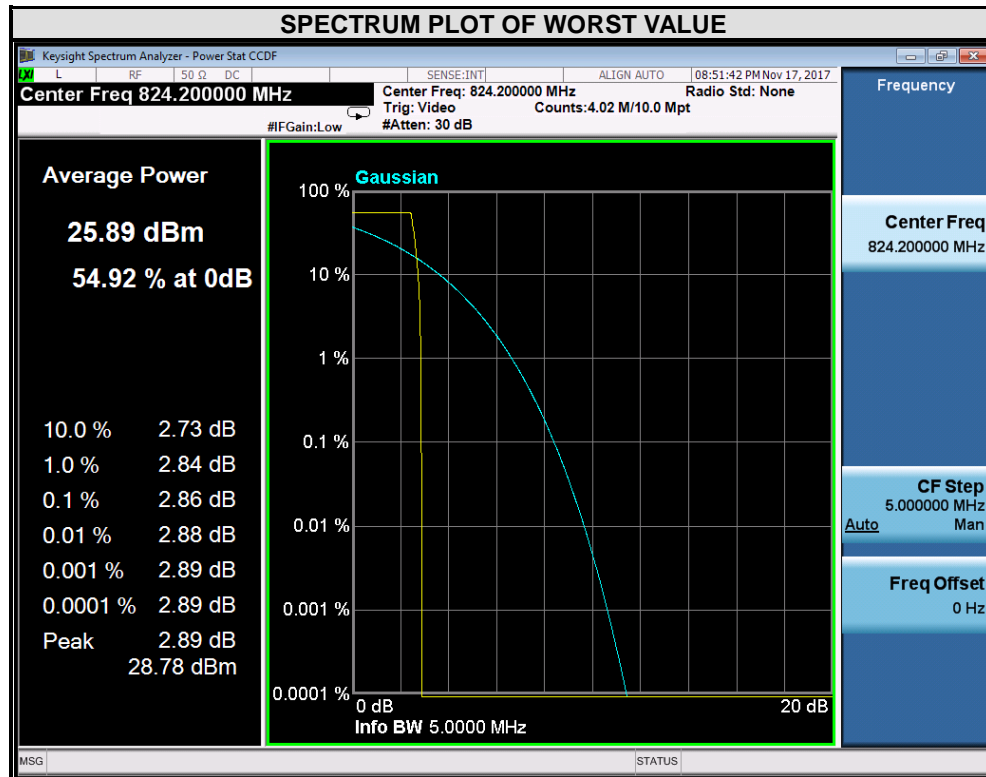 SPECTRUM PLOT OF WORST VALUE
Keysight Spectrum Analyzer - Power Stat CCDF
LXI L RF 50 Ω DC SENSE:INT ALIGN AUTO 08:51:42 PM Nov 17, 2017
Center Freq 824.200000 MHz
Center Freq: 824.200000 MHz Radio Std: None
Trig: Video Counts:4.02 M/10.0 Mpt
#IFGain:Low #Atten: 30 dB
Average Power
25.89 dBm
54.92 % at 0dB
10.0 % 2.73 dB
1.0 % 2.84 dB
0.1 % 2.86 dB
0.01 % 2.88 dB
0.001 % 2.89 dB
0.0001 % 2.89 dB
Peak 2.89 dB
28.78 dBm
Gaussian
100 %
10 %
1 %
0.1 %
0.01 %
0.001 %
0.0001 %
0 dB 20 dB
Info BW 5.0000 MHz
Frequency
Center Freq
824.200000 MHz
CF Step
5.000000 MHz
Auto Man
Freq Offset
0 Hz
MSG STATUS